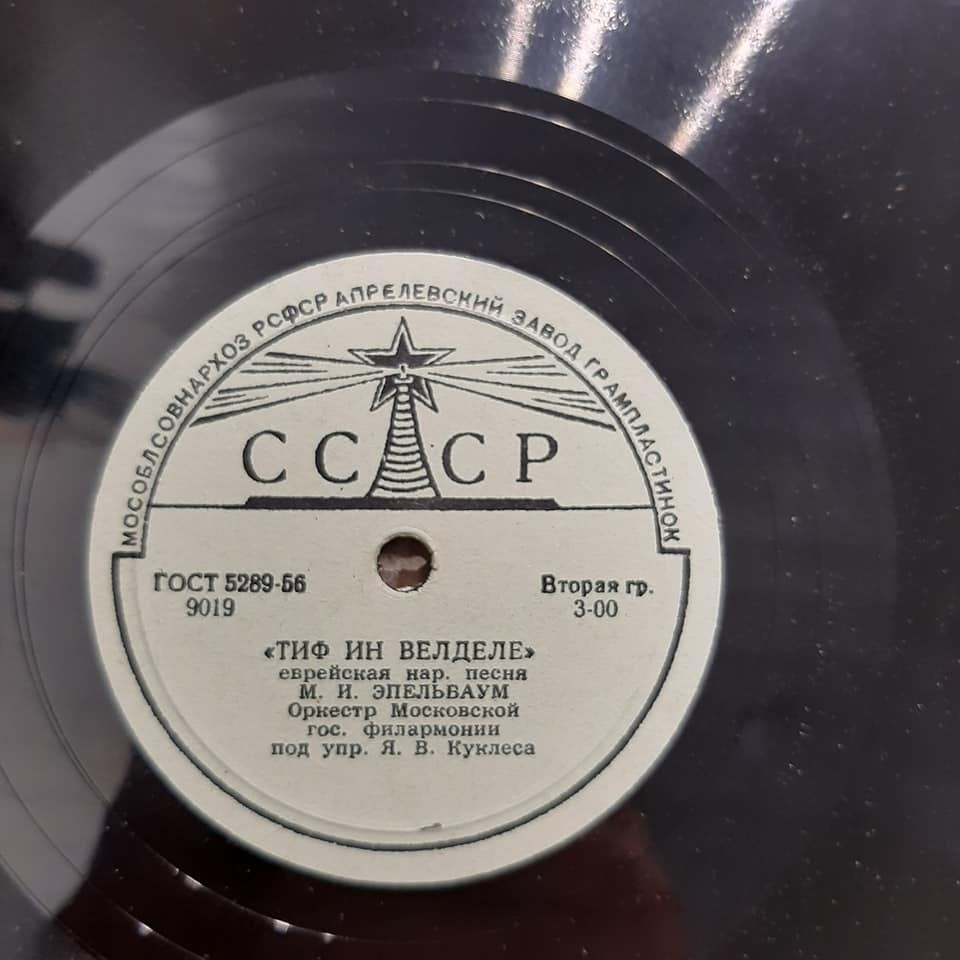 МОСОБЛСОВНАРХОЗ РСФСР АПРЕЛЕВСКИЙ ЗАВОД ГРАМПЛАСТИНОК
СССР
ГОСТ 5289-56
9019
Вторая гр.
3-00
«ТИФ ИН ВЕЛДЕЛЕ»
еврейская нар. песня
М. И. ЭПЕЛЬБАУМ
Оркестр Московской
гос. филармонии
под упр. Я. В. Куклеса